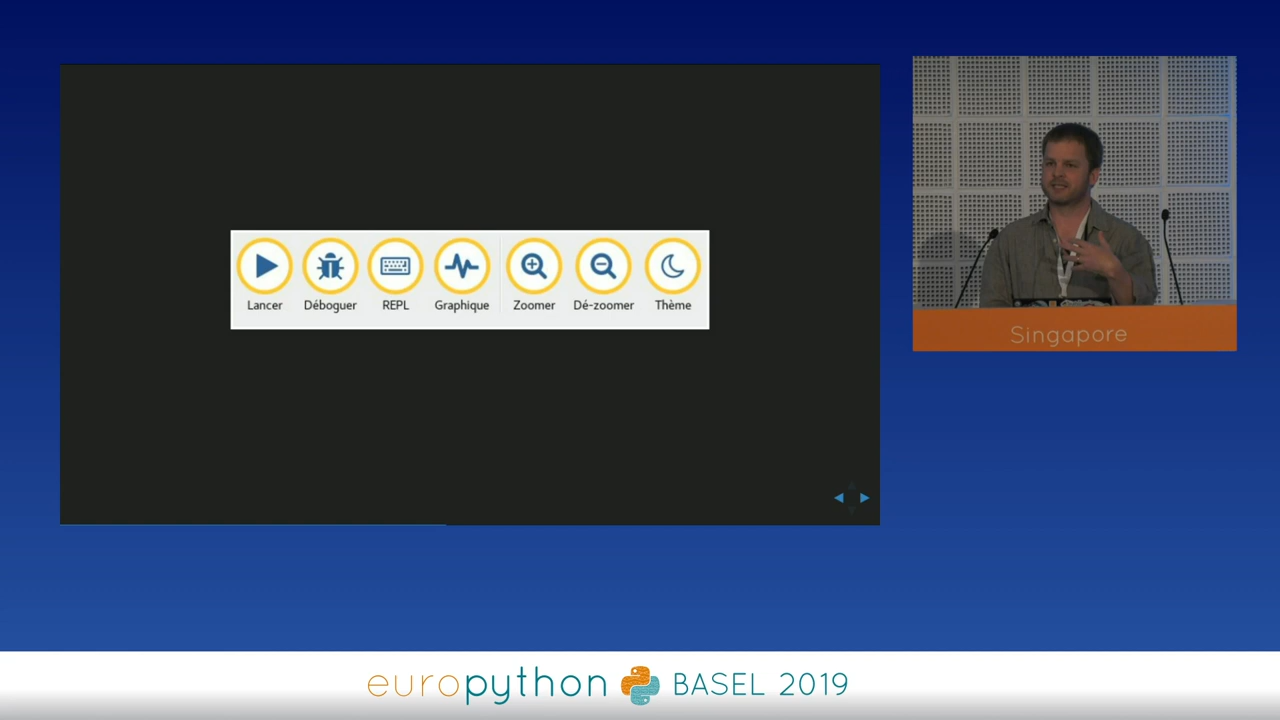 Lancer Déboguer REPL Graphique Zoomer Dé-zoomer Thème
Singapore
europython BASEL 2019